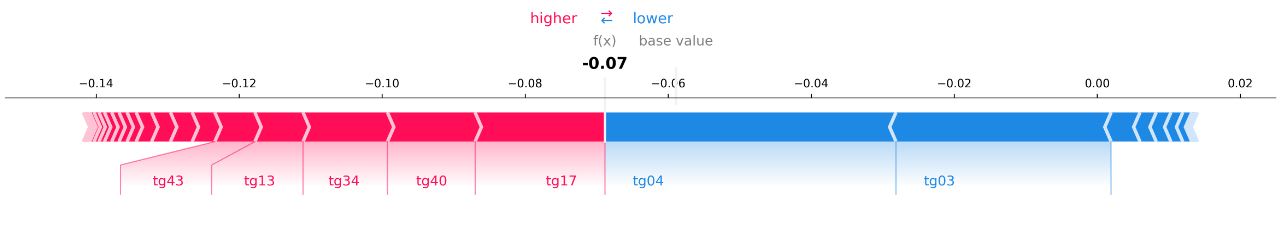 higher ⇄ lower
f(x) base value
-0.07
−0.14 −0.12 −0.10 −0.08 −0.06 −0.04 −0.02 0.00 0.02
tg43 tg13 tg34 tg40 tg17 tg04 tg03